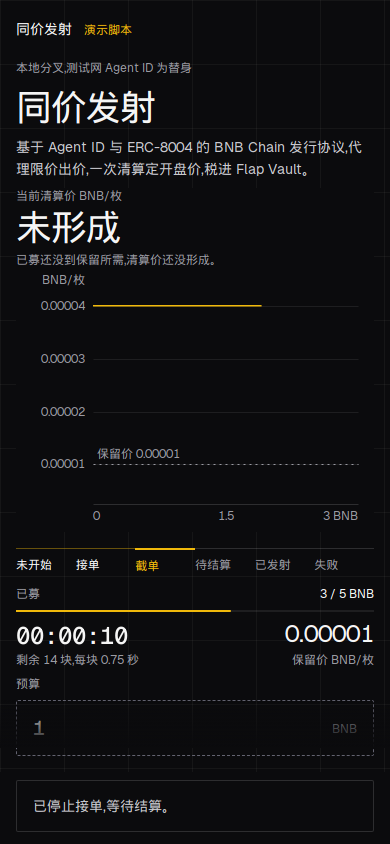 同价发射 演示脚本
本地分叉,测试网 Agent ID 为替身
同价发射
基于 Agent ID 与 ERC-8004 的 BNB Chain 发行协议,代
理限价出价,一次清算定开盘价,税进 Flap Vault。
当前清算价 BNB/枚
未形成
已募还没到保留所需,清算价还没形成。
BNB/枚
0.00004
0.00003
0.00002
保留价 0.00001
0.00001
0 1.5 3 BNB
未开始 接单 截单 待结算 已发射 失败
已募 3 / 5 BNB
00:00:10 0.00001
剩余 14 块,每块 0.75 秒 保留价 BNB/枚
预算
1 BNB
已停止接单,等待结算。